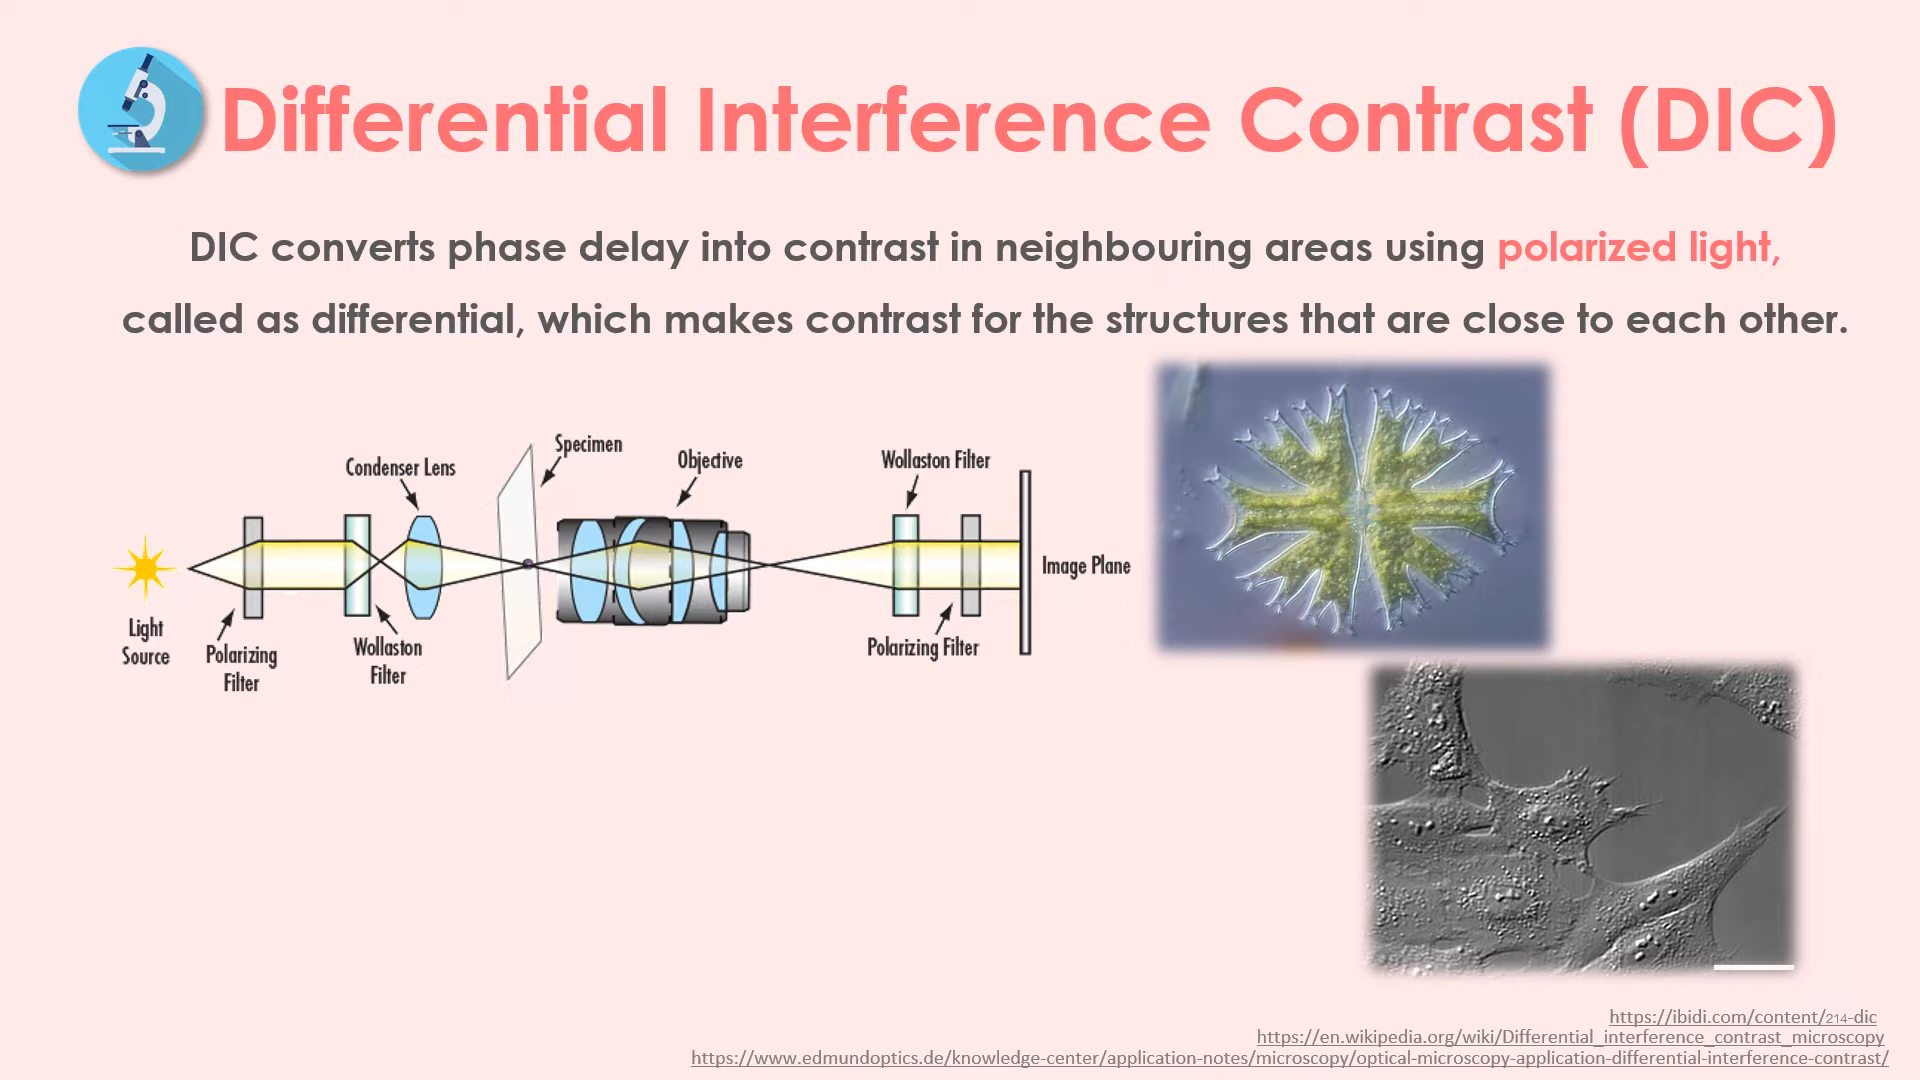 Differential Interference Contrast (DIC)
DIC converts phase delay into contrast in neighbouring areas using polarized light,
called as differential, which makes contrast for the structures that are close to each other.
Specimen
Condenser Lens
Objective
Wollaston Filter
Image Plane
Light
Source
Polarizing
Filter
Wollaston
Filter
Polarizing Filter
https://ibidi.com/content/214-dic
https://en.wikipedia.org/wiki/Differential_interference_contrast_microscopy
https://www.edmundoptics.de/knowledge-center/application-notes/microscopy/optical-microscopy-application-differential-interference-contrast/